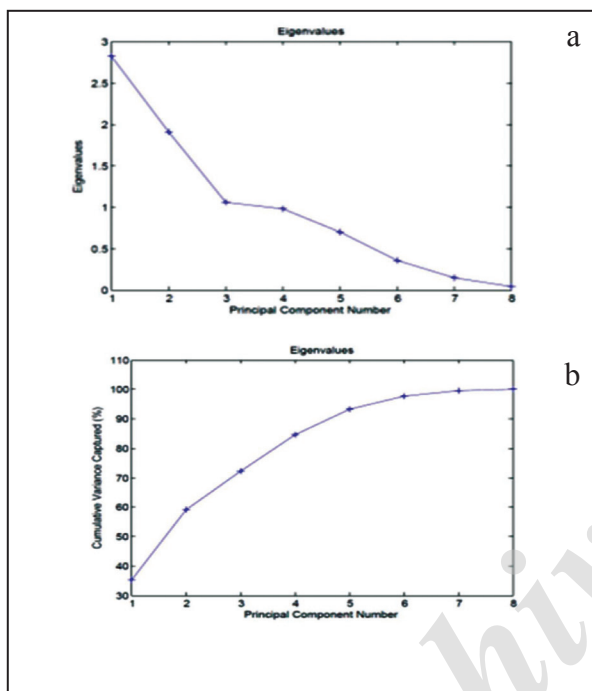 a
Eigenvalues
3
2.5
2
1.5
1
0.5
0
Eigenvalues
1 2 3 4 5 6 7 8
Principal Component Number
b
Eigenvalues
110
100
90
80
70
60
50
40
30
Cumulative Variance Captured (%)
1 2 3 4 5 6 7 8
Principal Component Number
hiv